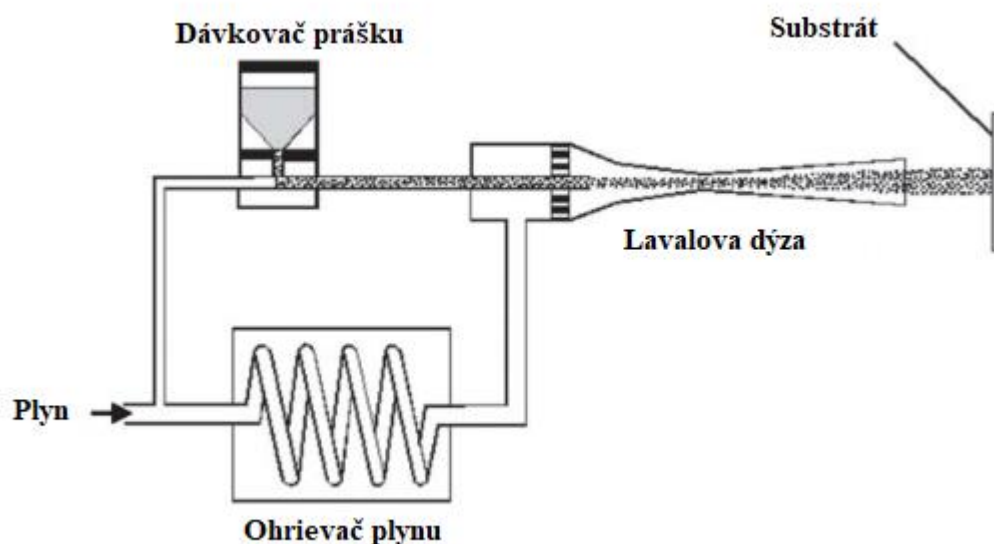 Dávkovač prášku
Substrát
Lavalova dýza
Plyn
Ohrievač plynu